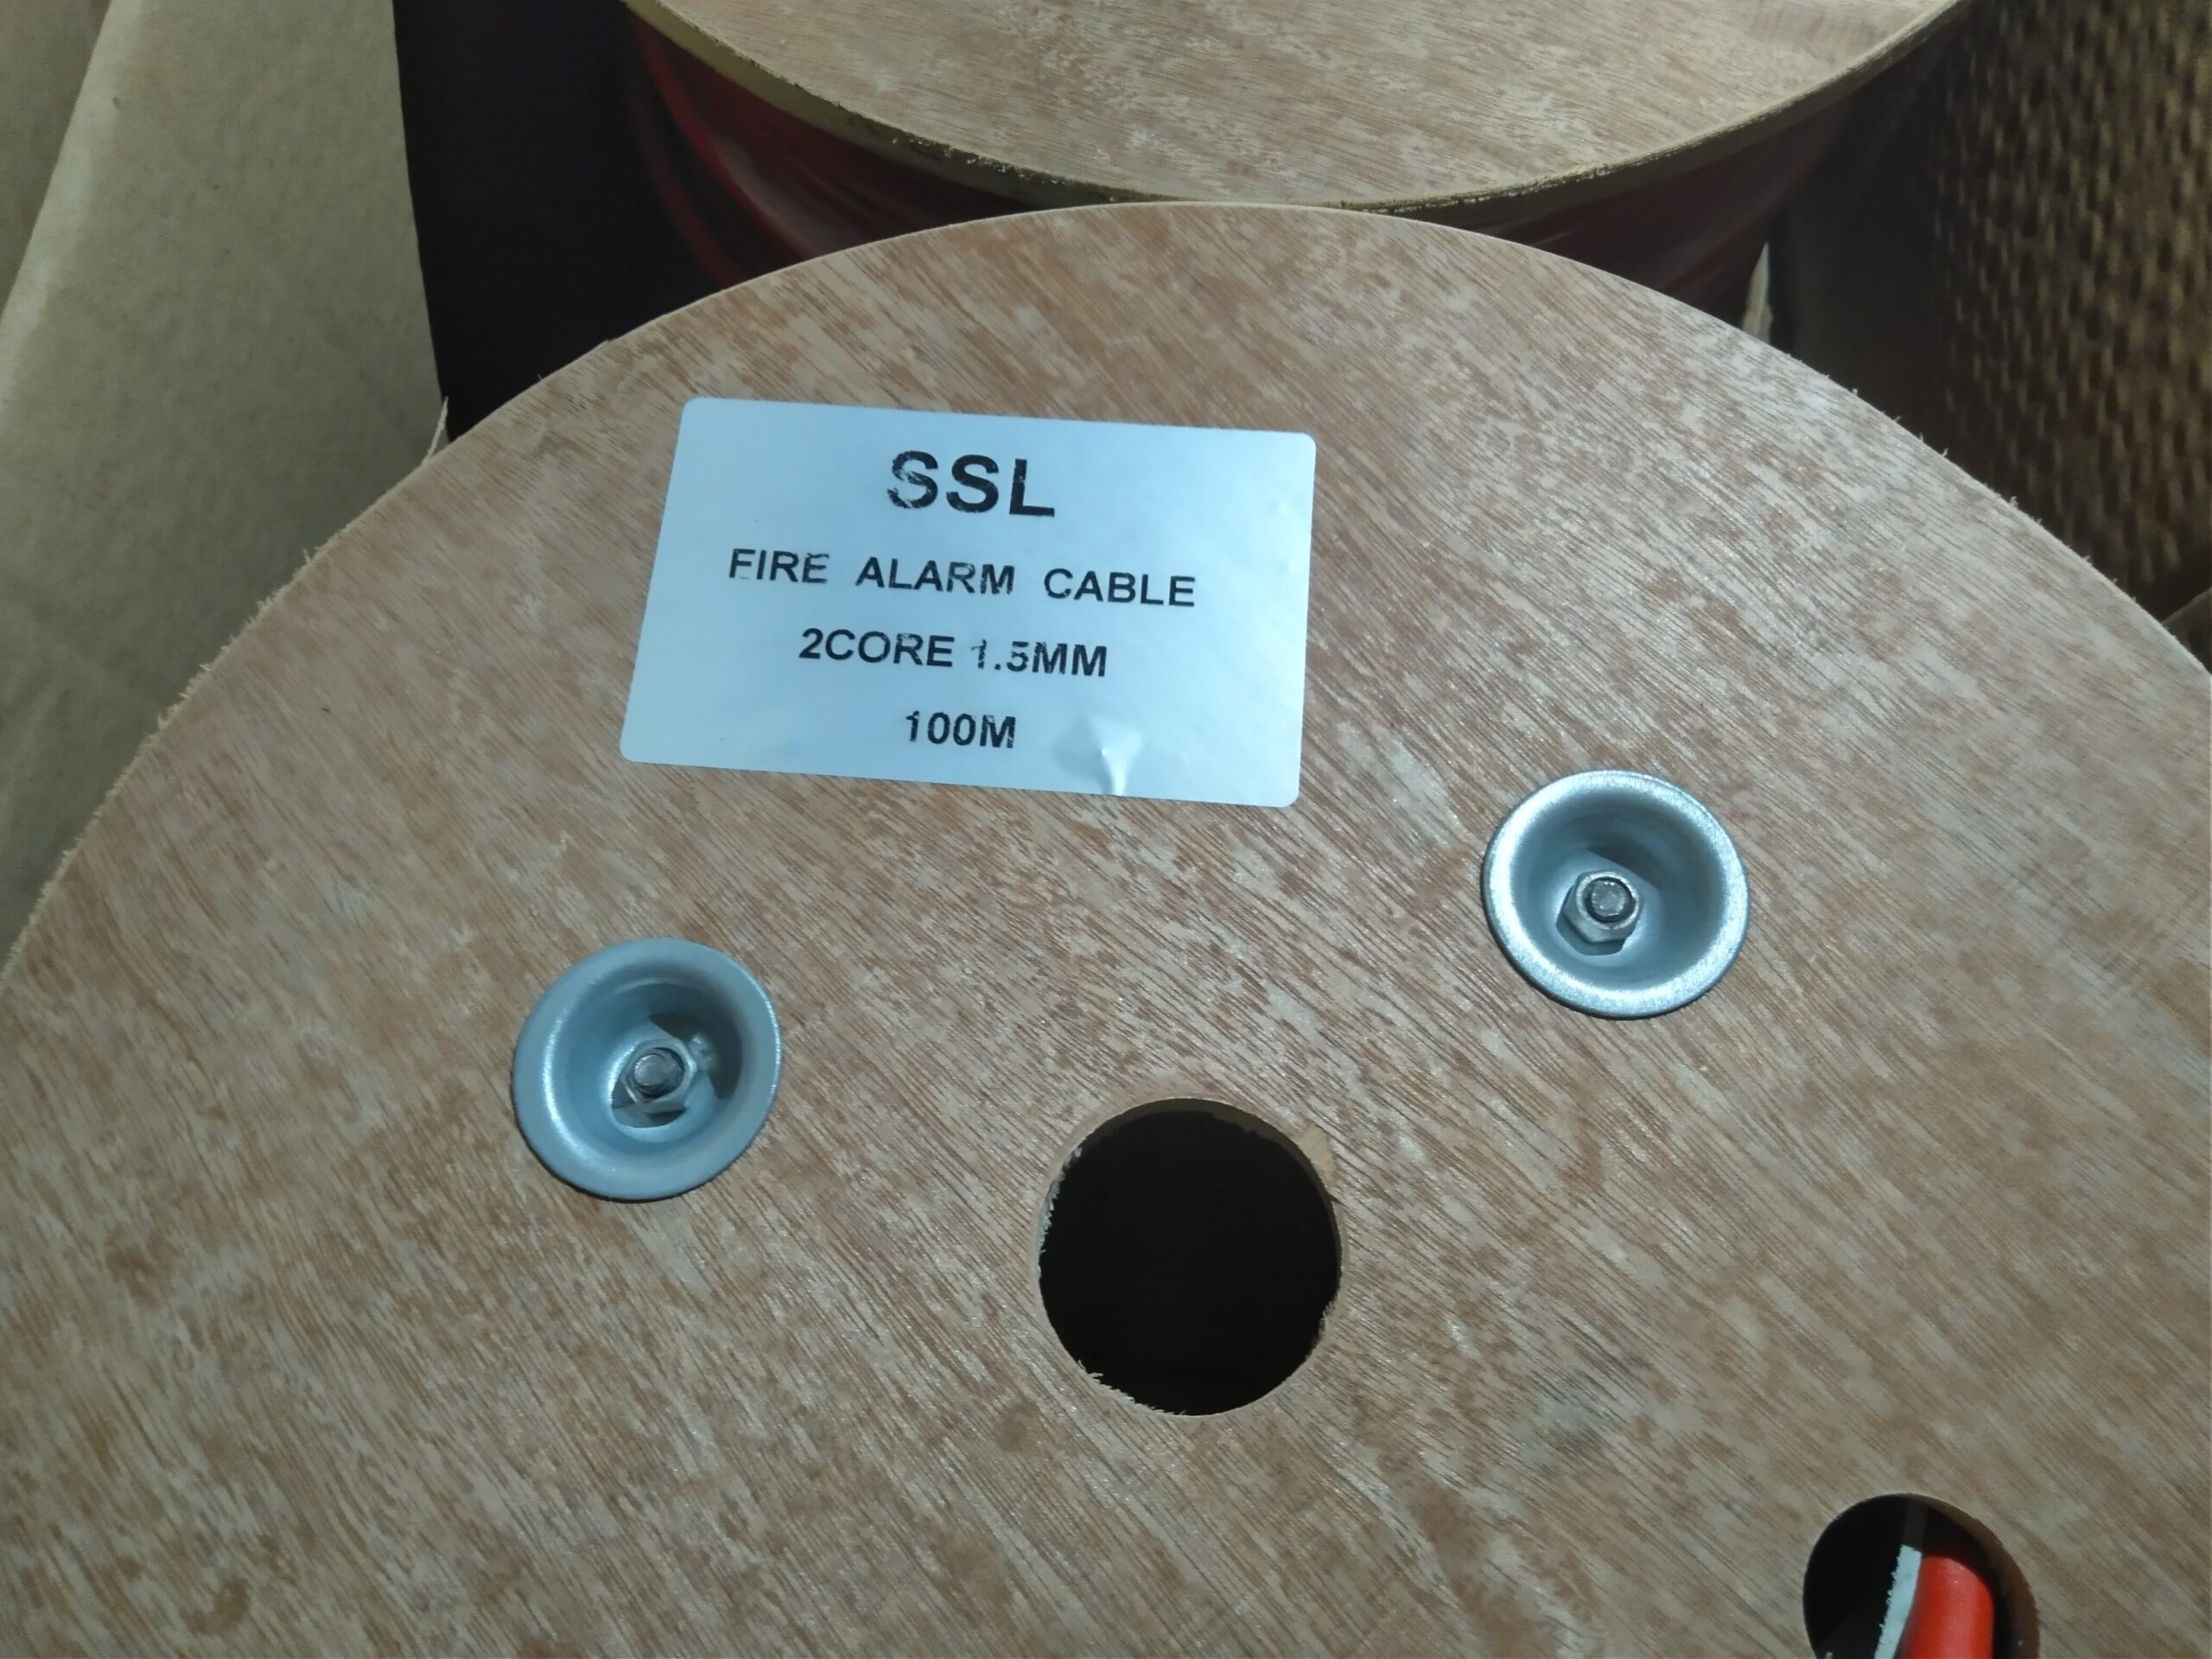 SSL
FIRE ALARM CABLE
2CORE 1.5MM
100M